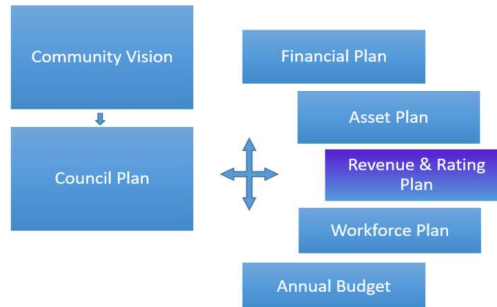 Community Vision
Council Plan
Financial Plan
Asset Plan
Revenue & Rating
Plan
Workforce Plan
Annual Budget